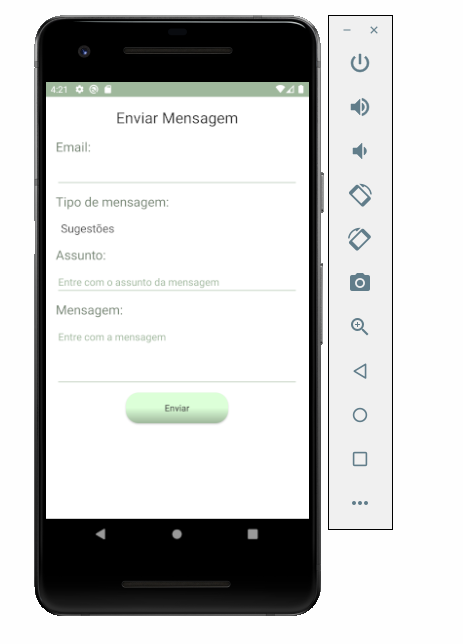 4:21
Enviar Mensagem
Email:
Tipo de mensagem:
Sugestões
Assunto:
Entre com o assunto da mensagem
Mensagem:
Entre com a mensagem
Enviar